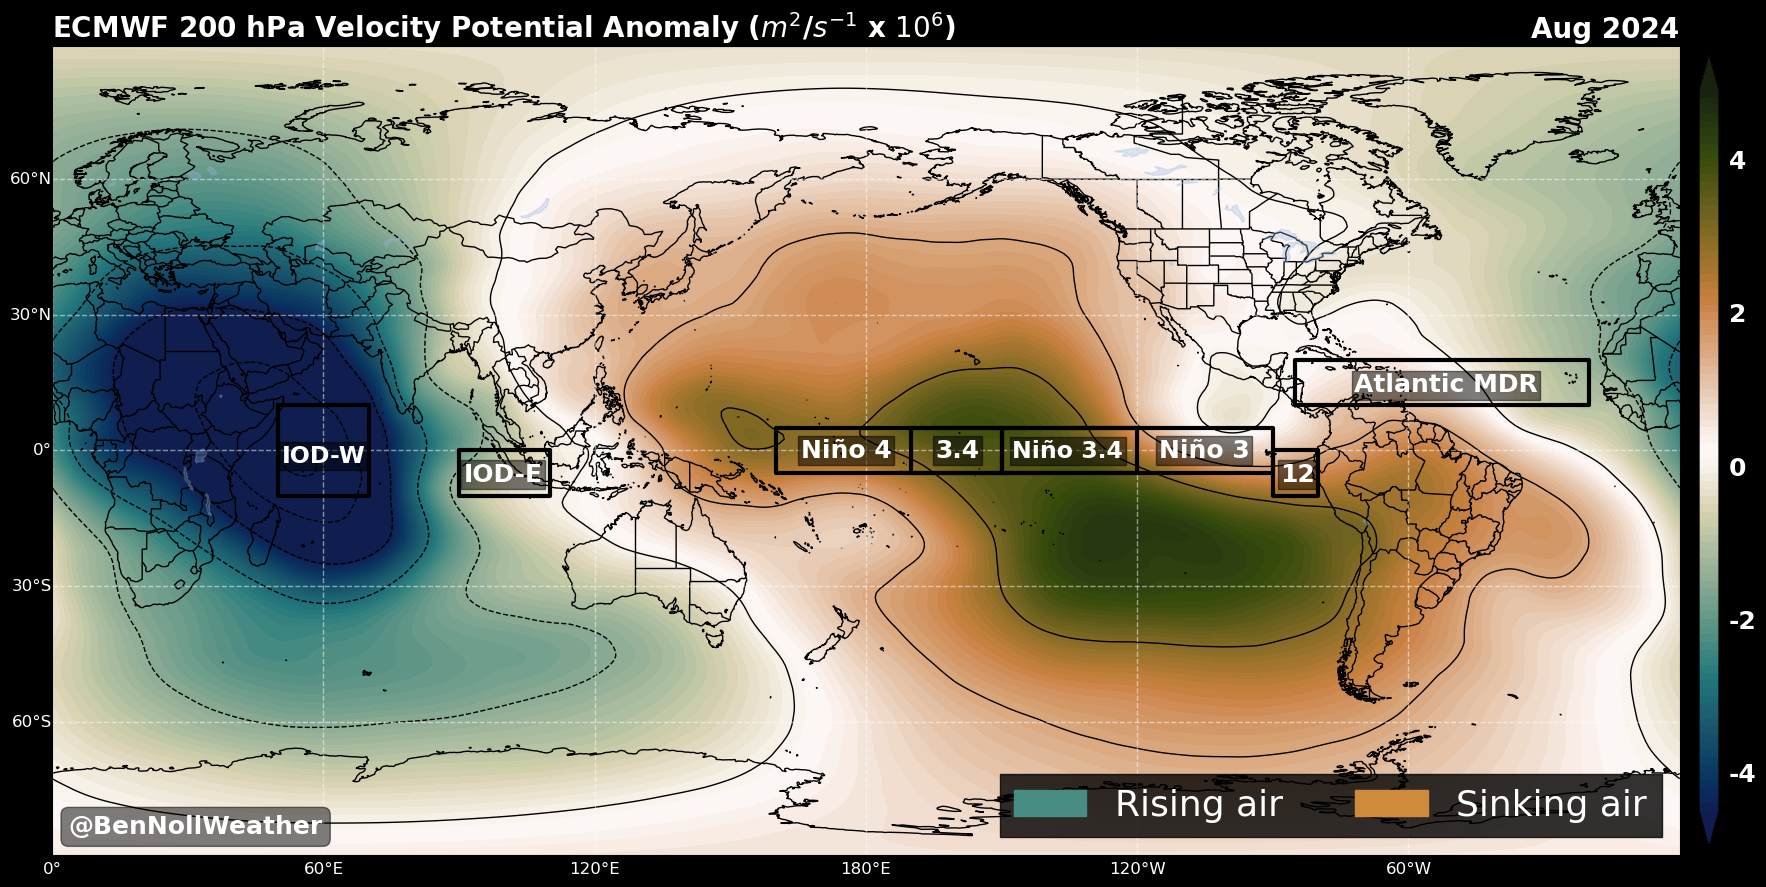 ECMWF 200 hPa Velocity Potential Anomaly (m²/s⁻¹ x 10⁶)
Aug 2024
60°N
30°N
0°
30°S
60°S
4
2
0
-2
-4
Atlantic MDR
IOD-W
IOD-E
Niño 4
3.4
Niño 3.4
Niño 3
12
Rising air
Sinking air
@BenNollWeather
0°
60°E
120°E
180°E
120°W
60°W